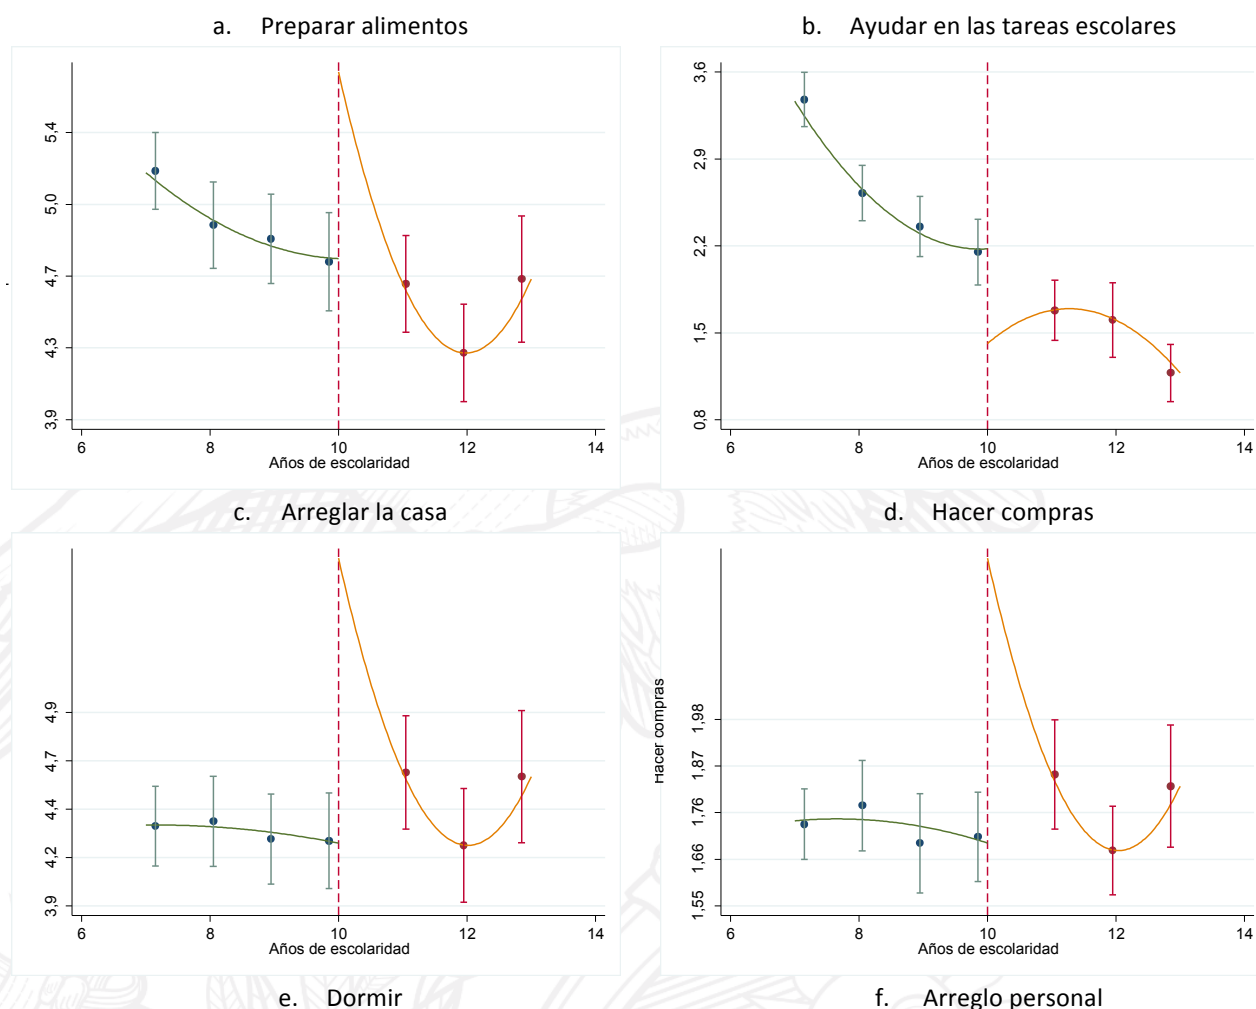 a. Preparar alimentos
5,4
5,0
4,7
4,3
3,9
6 8 10 12 14
Años de escolaridad
b. Ayudar en las tareas escolares
3,6
2,9
2,2
1,5
0,8
6 8 10 12 14
Años de escolaridad
c. Arreglar la casa
4,9
4,7
4,4
4,2
3,9
6 8 10 12 14
Años de escolaridad
d. Hacer compras
Hacer compras
1,98
1,87
1,76
1,66
1,55
6 8 10 12 14
Años de escolaridad
e. Dormir
f. Arreglo personal